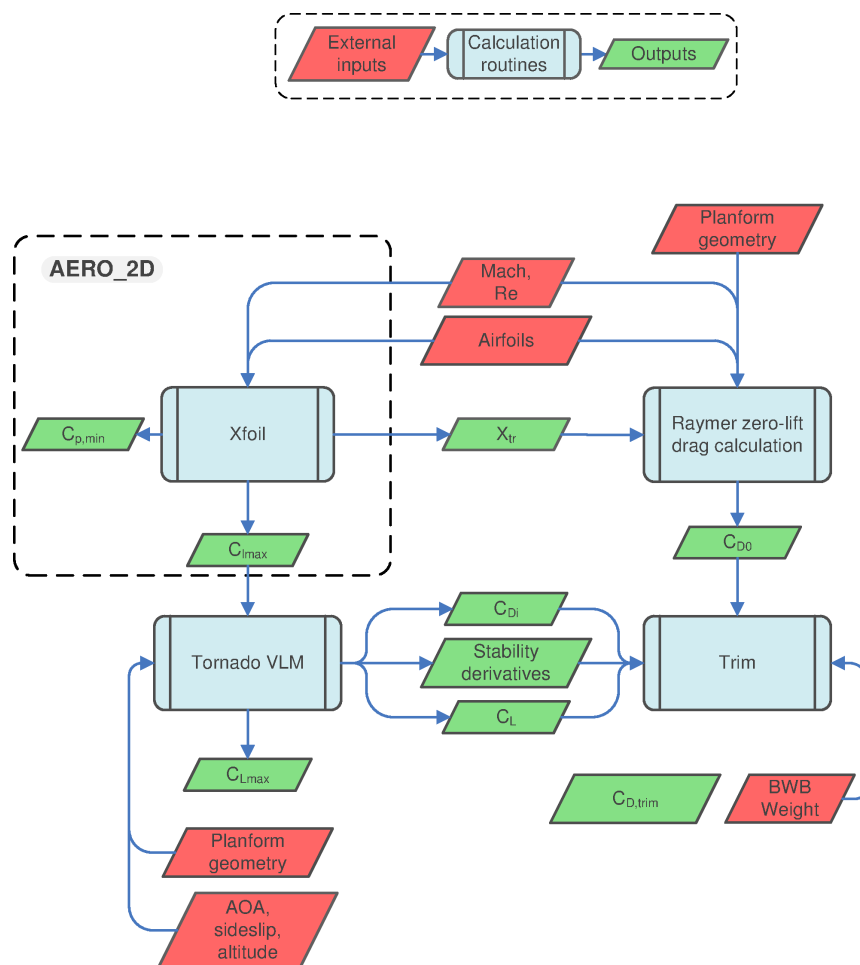 External
inputs
Calculation
routines
Outputs
Planform
geometry
AERO_2D
Mach,
Re
Airfoils
Cp,min
Xfoil
Xtr
Raymer zero-lift
drag calculation
Clmax
CD0
CDi
Tornado VLM
Stability
derivatives
Trim
CL
CLmax
CD,trim
BWB
Weight
Planform
geometry
AOA,
sideslip,
altitude